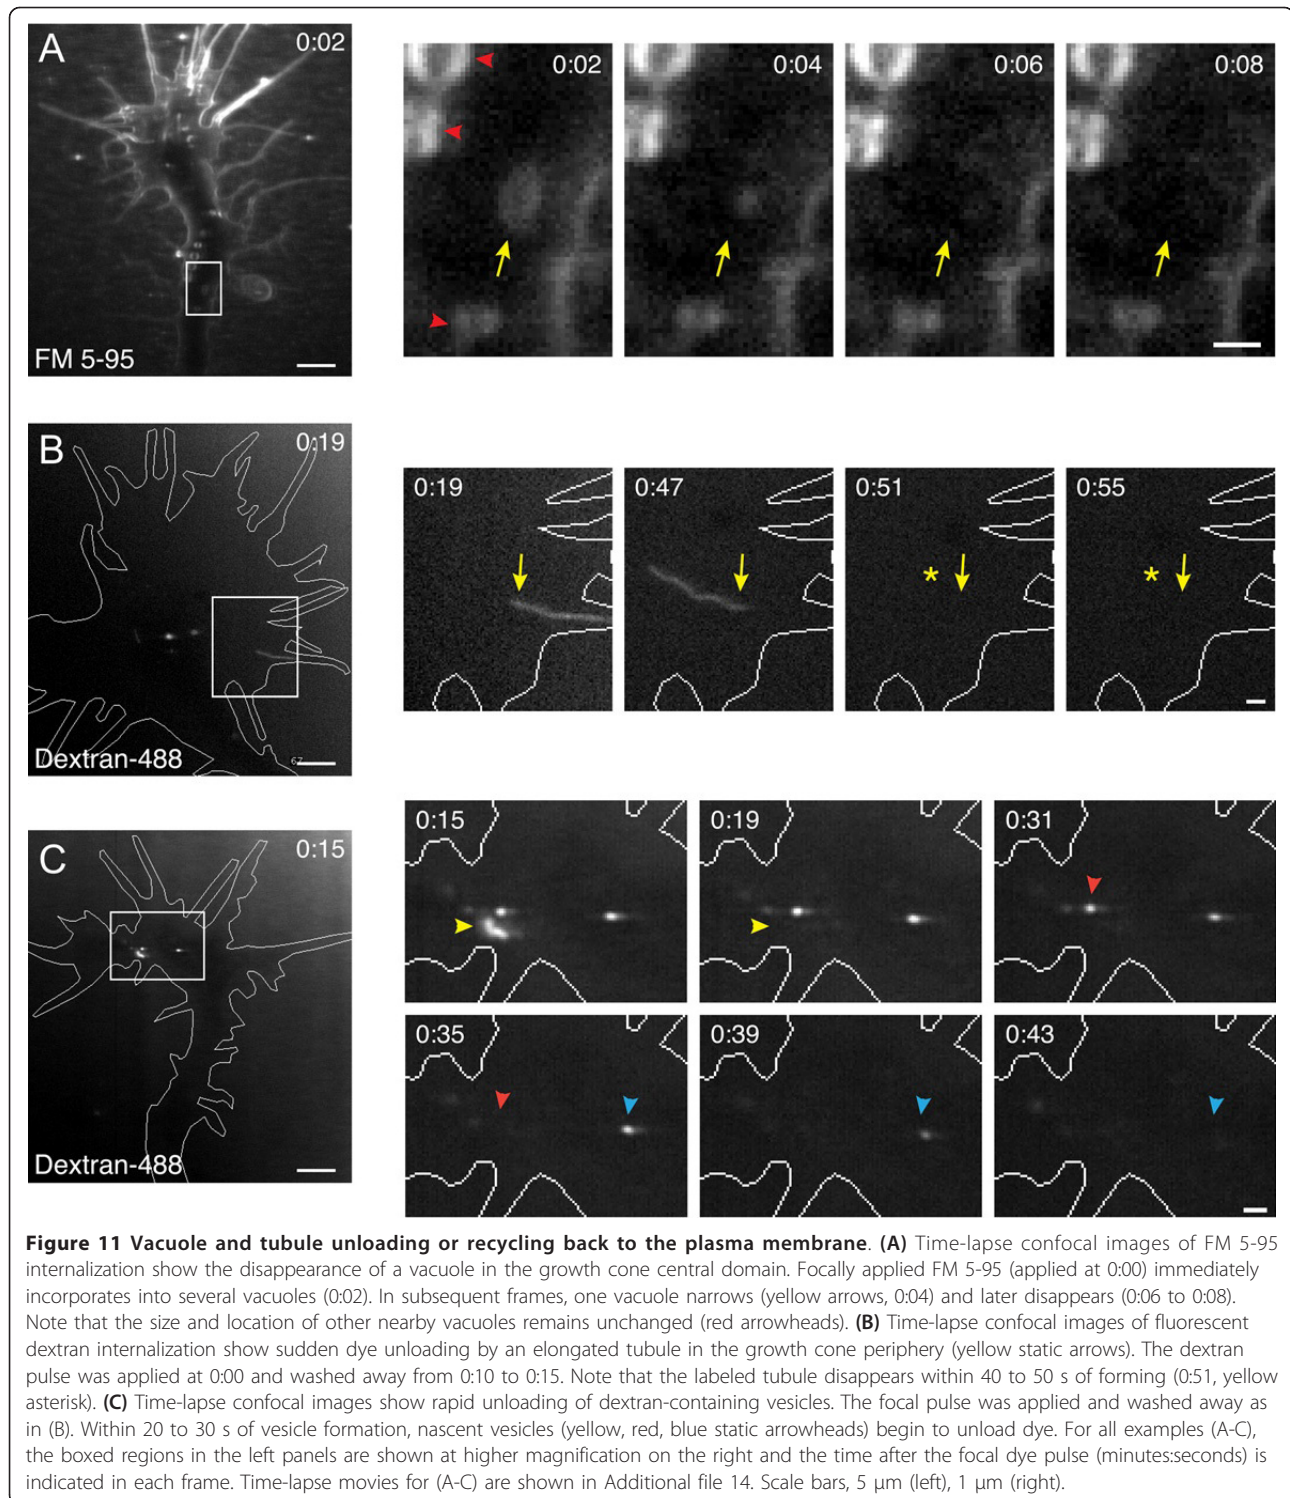 A
0:02
FM 5-95
0:02
0:04
0:06
0:08
B
0:19
Dextran-488
67
0:19
0:47
0:51
0:55
*
*
C
0:15
Dextran-488
0:15
0:19
0:31
0:35
0:39
0:43
Figure 11 Vacuole and tubule unloading or recycling back to the plasma membrane. (A) Time-lapse confocal images of FM 5-95
internalization show the disappearance of a vacuole in the growth cone central domain. Focally applied FM 5-95 (applied at 0:00) immediately
incorporates into several vacuoles (0:02). In subsequent frames, one vacuole narrows (yellow arrows, 0:04) and later disappears (0:06 to 0:08).
Note that the size and location of other nearby vacuoles remains unchanged (red arrowheads). (B) Time-lapse confocal images of fluorescent
dextran internalization show sudden dye unloading by an elongated tubule in the growth cone periphery (yellow static arrows). The dextran
pulse was applied at 0:00 and washed away from 0:10 to 0:15. Note that the labeled tubule disappears within 40 to 50 s of forming (0:51, yellow
asterisk). (C) Time-lapse confocal images show rapid unloading of dextran-containing vesicles. The focal pulse was applied and washed away as
in (B). Within 20 to 30 s of vesicle formation, nascent vesicles (yellow, red, blue static arrowheads) begin to unload dye. For all examples (A-C),
the boxed regions in the left panels are shown at higher magnification on the right and the time after the focal dye pulse (minutes:seconds) is
indicated in each frame. Time-lapse movies for (A-C) are shown in Additional file 14. Scale bars, 5 μm (left), 1 μm (right).